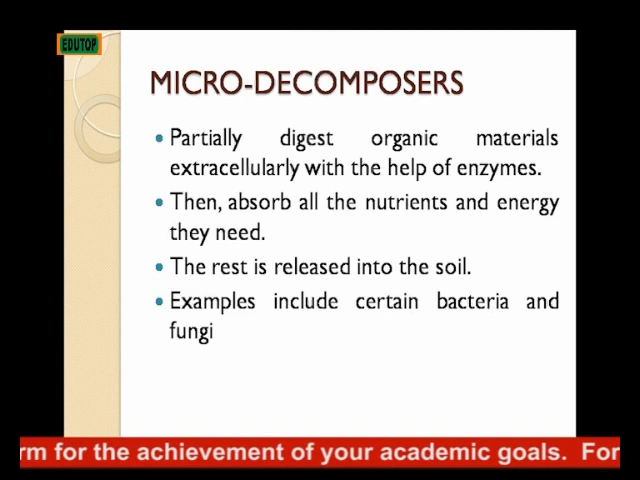 EDUTOP
MICRO-DECOMPOSERS
• Partially digest organic materials
extracellularly with the help of enzymes.
• Then, absorb all the nutrients and energy
they need.
• The rest is released into the soil.
• Examples include certain bacteria and
fungi
rm for the achievement of your academic goals. For